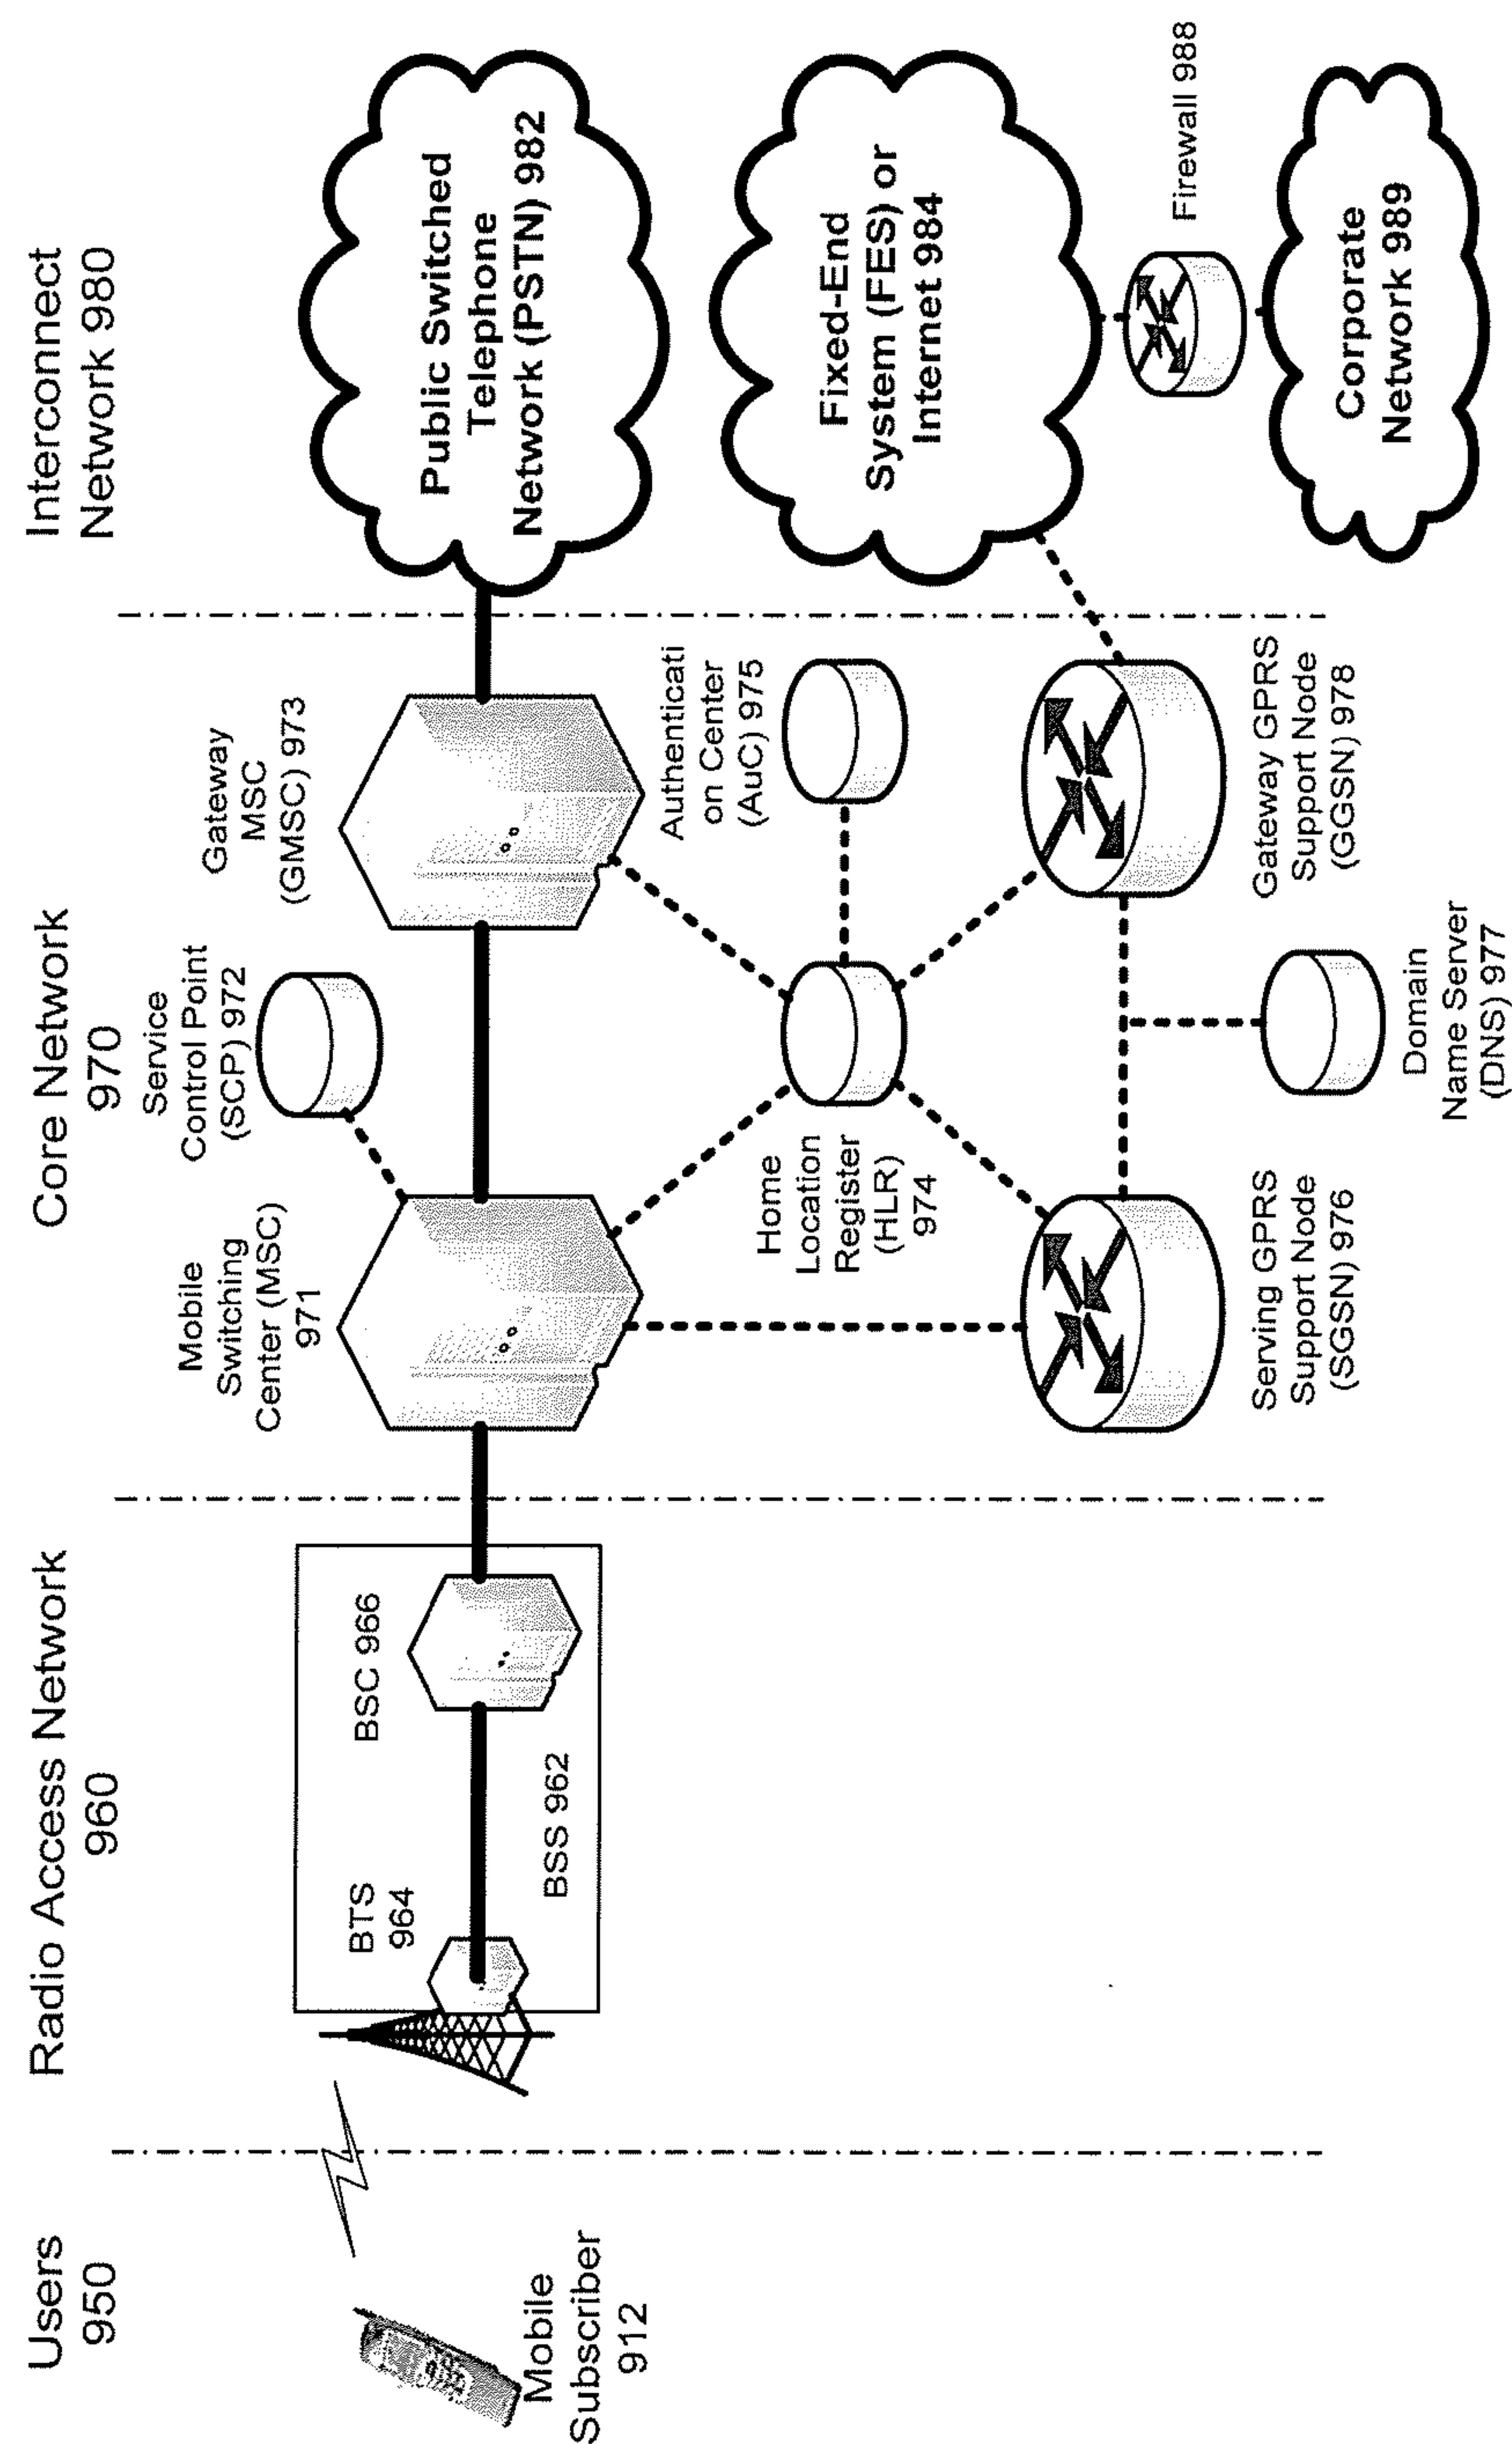 Users
950
Radio Access Network
960
Core Network
970
Interconnect
Network 980
Mobile
Subscriber
912
BTS
964
BSC 966
BSS 962
Mobile
Switching
Center (MSC)
971
Service
Control Point
(SCP) 972
Gateway
MSC
(GMSC) 973
Public Switched
Telephone
Network (PSTN) 982
Home
Location
Register
(HLR)
974
Authenticati
on Center
(AuC) 975
Fixed-End
System (FES) or
Internet 984
Serving GPRS
Support Node
(SGSN) 976
Domain
Name Server
(DNS) 977
Gateway GPRS
Support Node
(GGSN) 978
Firewall 988
Corporate
Network 989